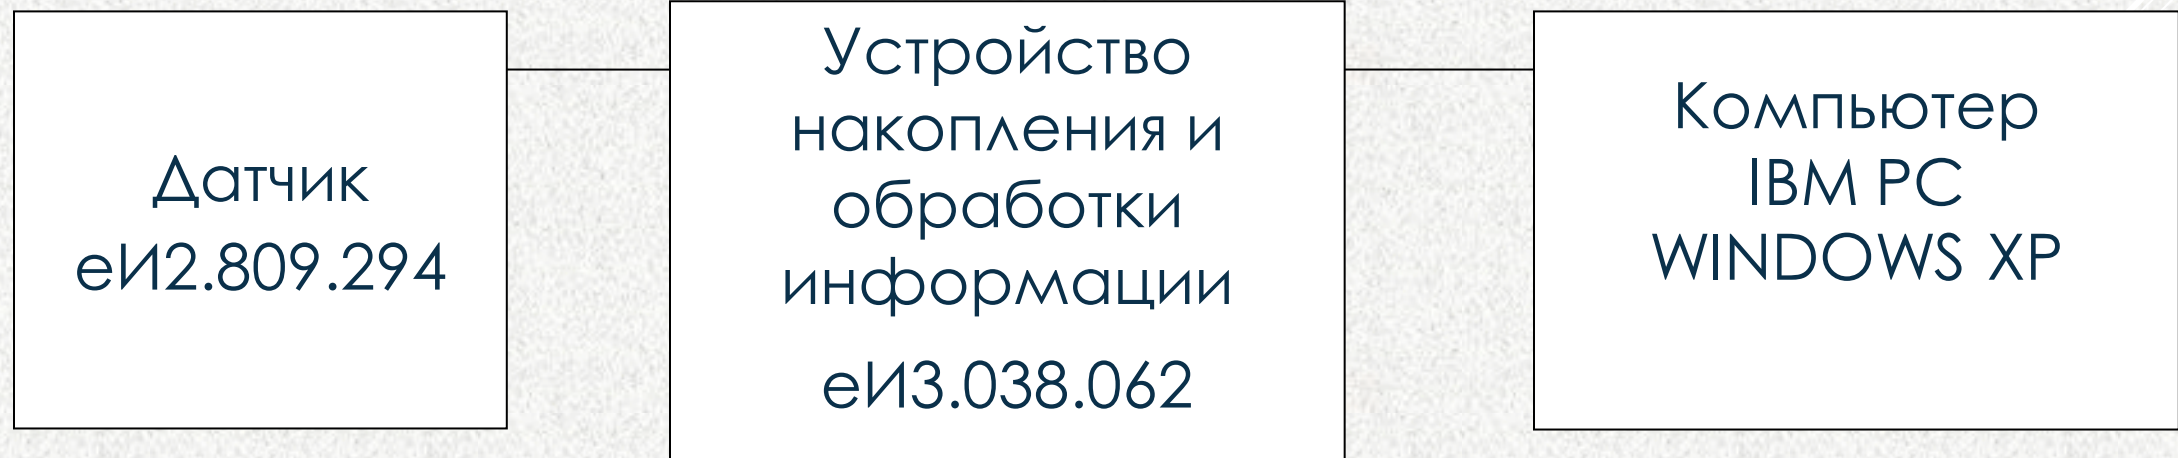 Датчик
еИ2.809.294
Устройство
накопления и
обработки
информации
еИ3.038.062
Компьютер
IBM PC
WINDOWS XP